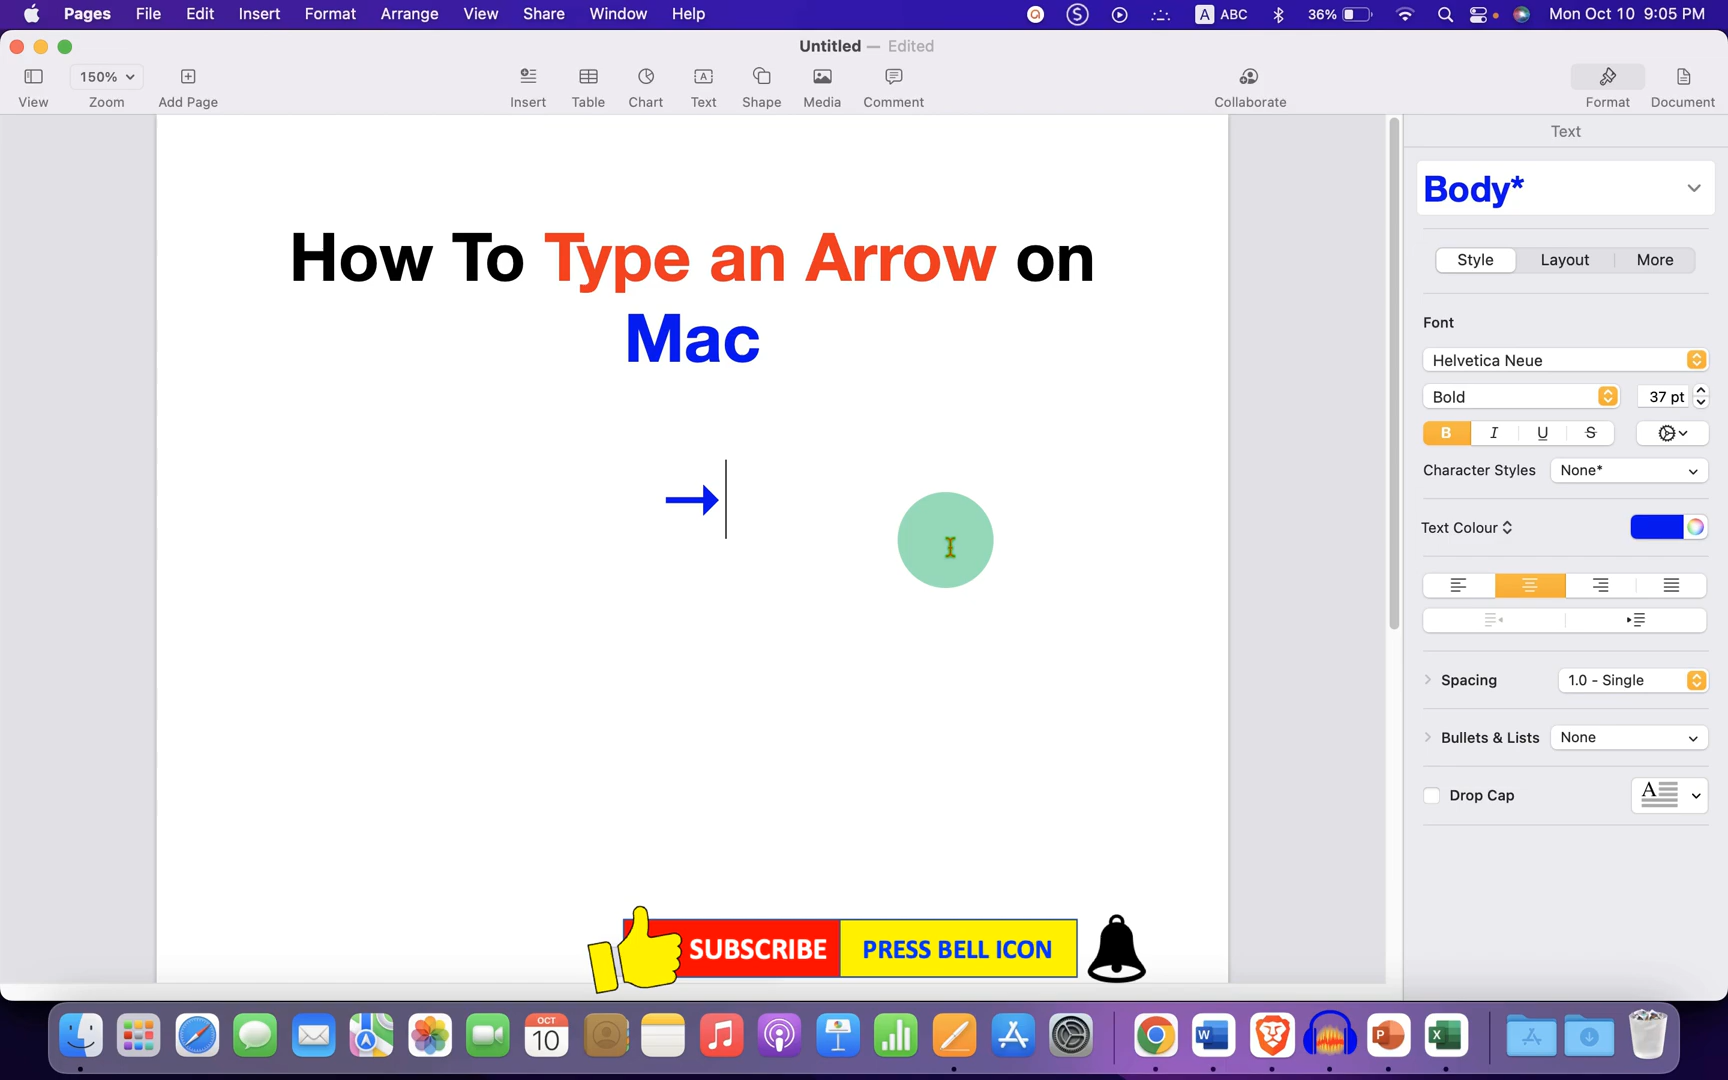 Pages File Edit Insert Format Arrange View Share Window Help A ABC 36% Mon Oct 10 9:05 PM
Untitled — Edited
150%
View Zoom Add Page Insert Table Chart Text Shape Media Comment Collaborate Format Document
Text
Body*
Style Layout More
Font
Helvetica Neue
Bold 37 pt
B I U S
Character Styles None*
Text Colour
Spacing 1.0 - Single
Bullets & Lists None
Drop Cap A
How To Type an Arrow on
Mac
→
SUBSCRIBE PRESS BELL ICON
OCT
10
W P X